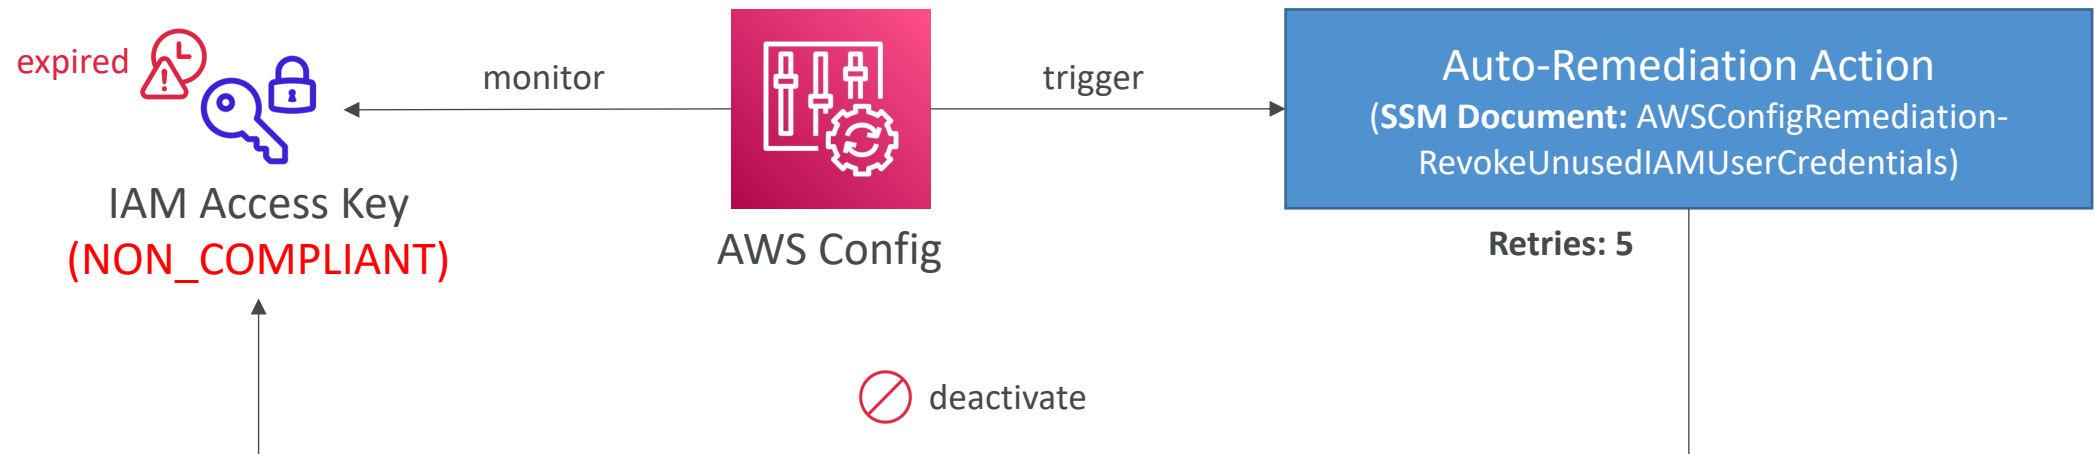 expired
IAM Access Key
(NON_COMPLIANT)
monitor
AWS Config
trigger
Auto-Remediation Action
(SSM Document: AWSConfigRemediation-
RevokeUnusedIAMUserCredentials)
Retries: 5
deactivate